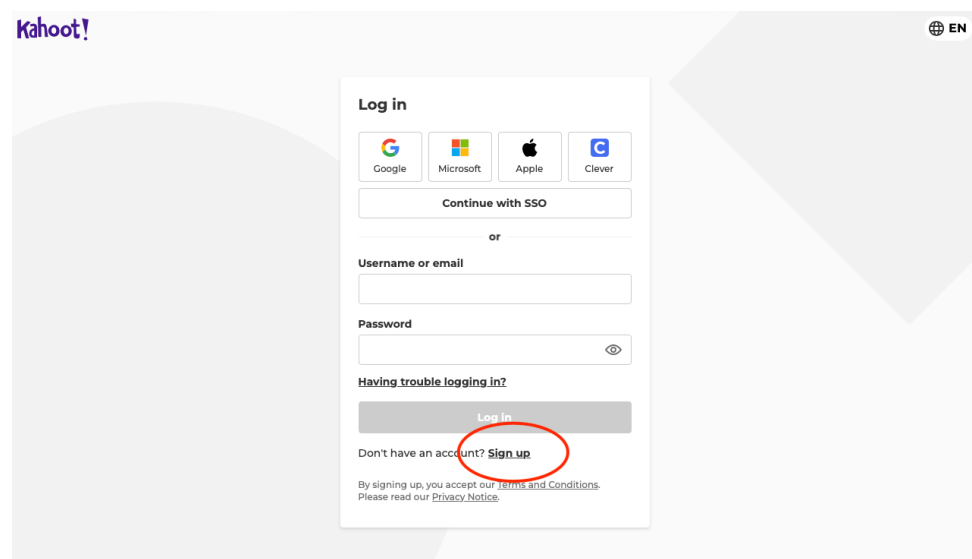 Kahoot!
EN
Log in
Google
Microsoft
Apple
Clever
Continue with SSO
or
Username or email
Password
Having trouble logging in?
Log in
Don't have an account? Sign up
By signing up, you accept our Terms and Conditions.
Please read our Privacy Notice.